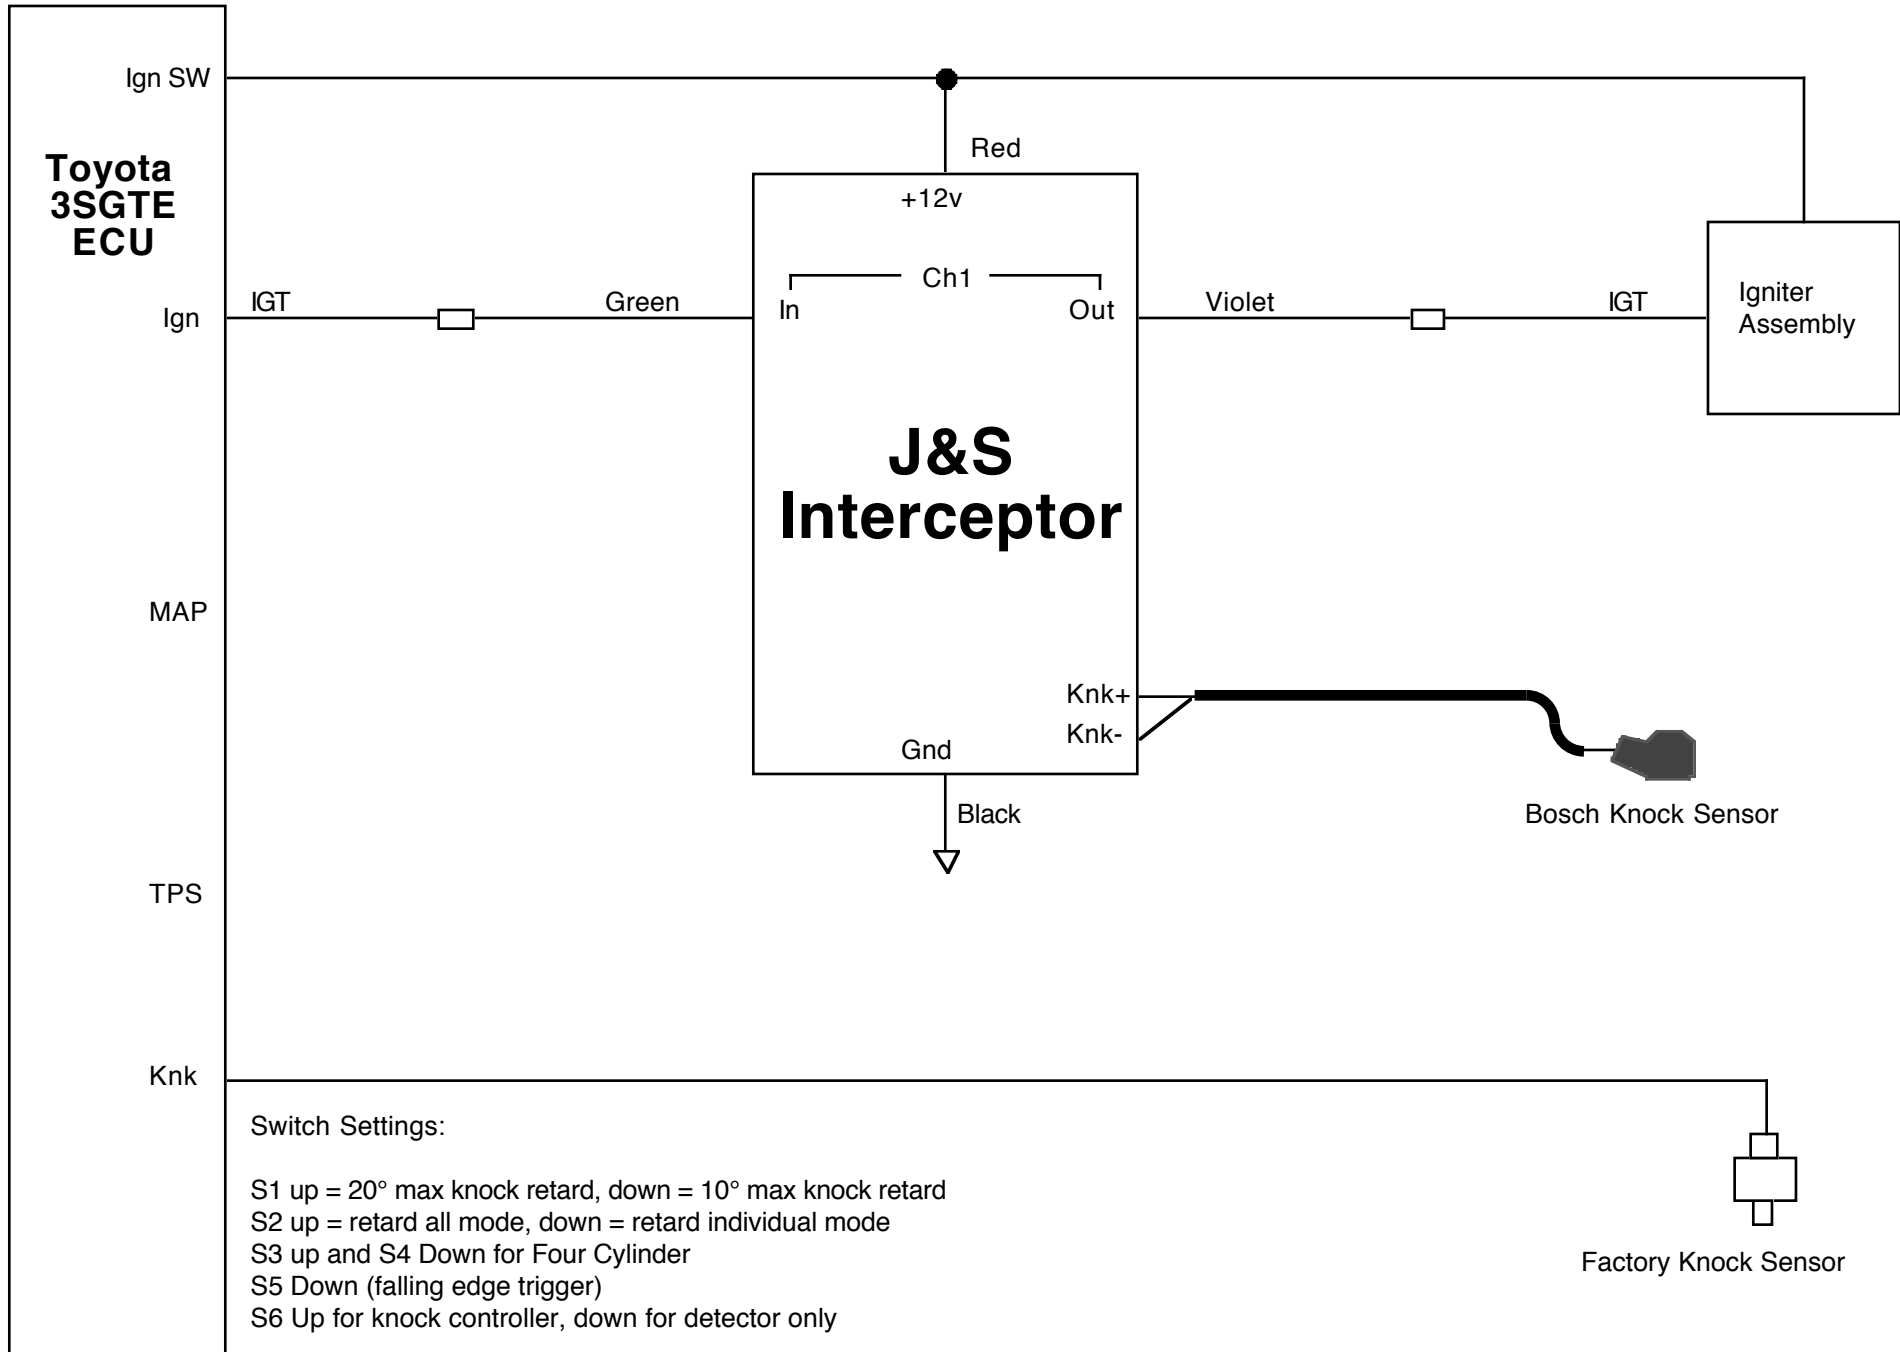 Ign SW
Red
Toyota
3SGTE
ECU
+12v
Ch1
IGT
Green
In
Out
Violet
IGT
Igniter
Assembly
Ign
J&S
Interceptor
MAP
Knk+
Knk-
Gnd
Black
Bosch Knock Sensor
TPS
Knk
Switch Settings:
S1 up = 20° max knock retard, down = 10° max knock retard
S2 up = retard all mode, down = retard individual mode
S3 up and S4 Down for Four Cylinder
S5 Down (falling edge trigger)
S6 Up for knock controller, down for detector only
Factory Knock Sensor